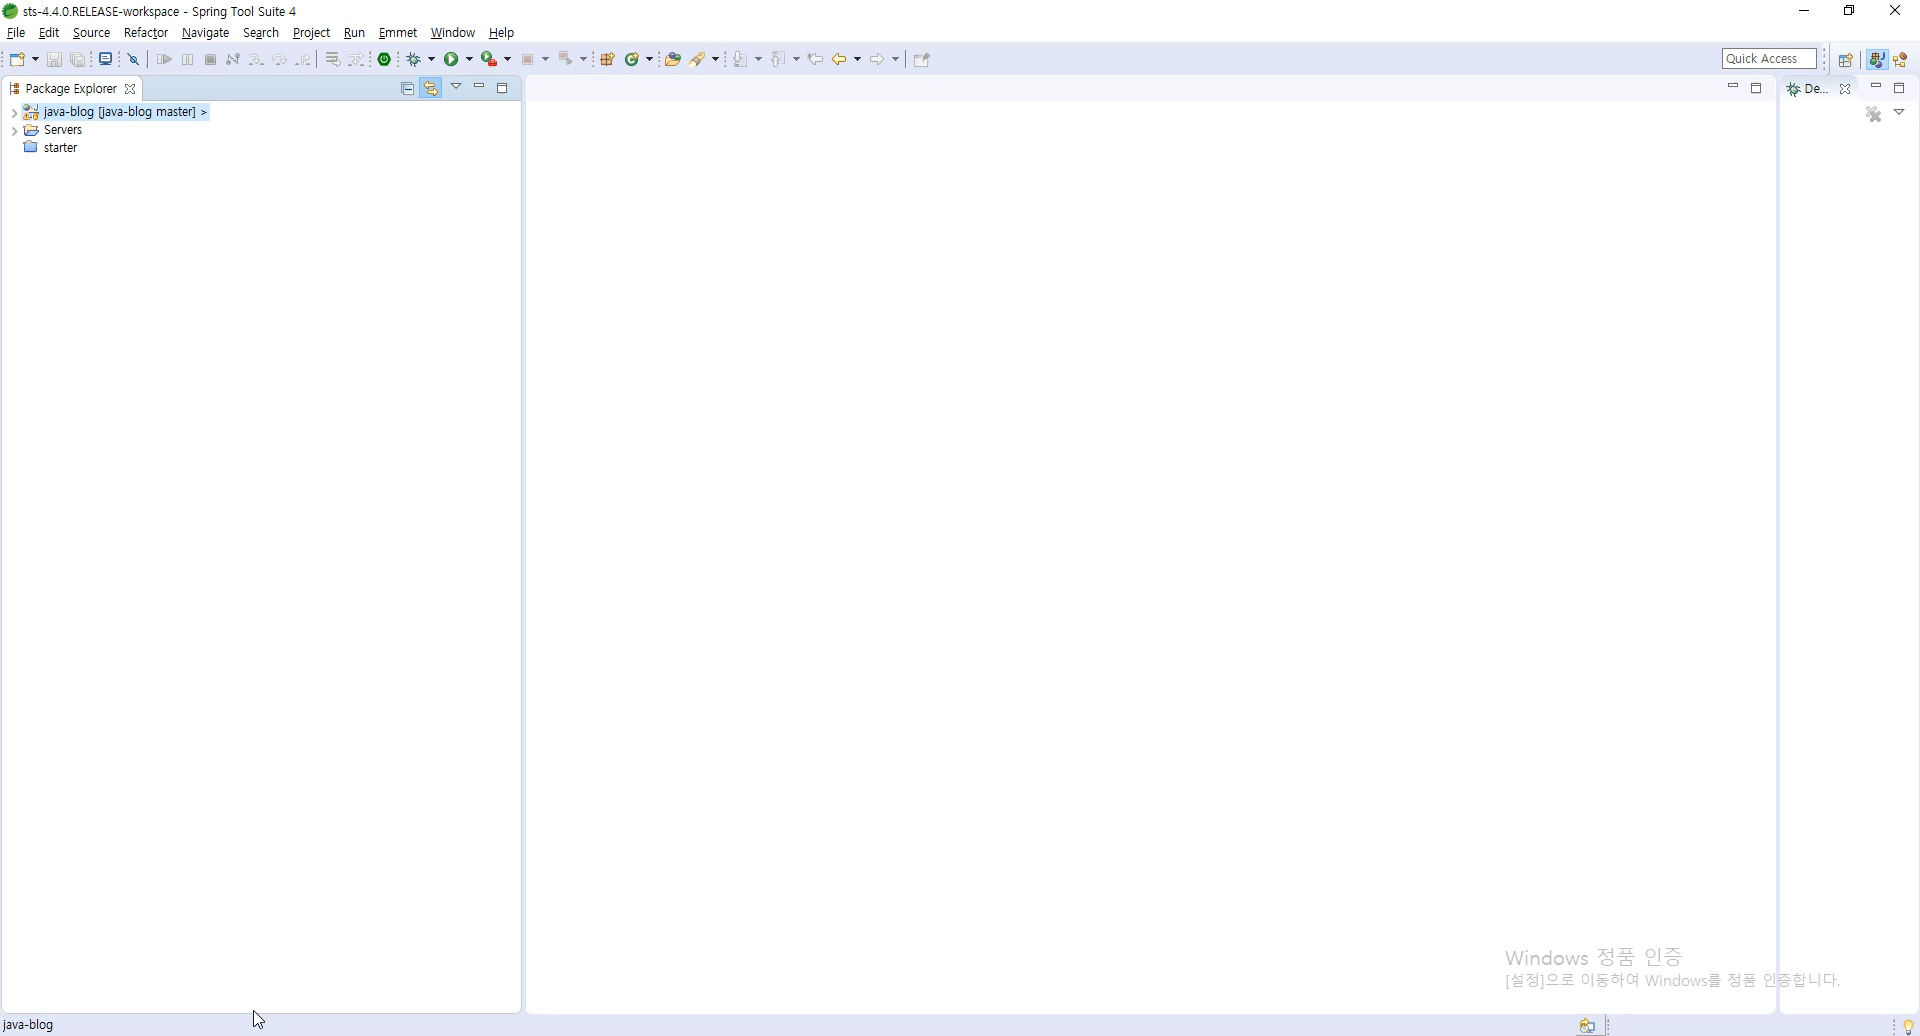 sts-4.4.0.RELEASE-workspace - Spring Tool Suite 4
File Edit Source Refactor Navigate Search Project Run Emmet Window Help
Quick Access
Package Explorer
De...
java-blog [java-blog master] >
Servers
starter
Windows 정품 인증
[설정]으로 이동하여 Windows를 정품 인증합니다.
java-blog